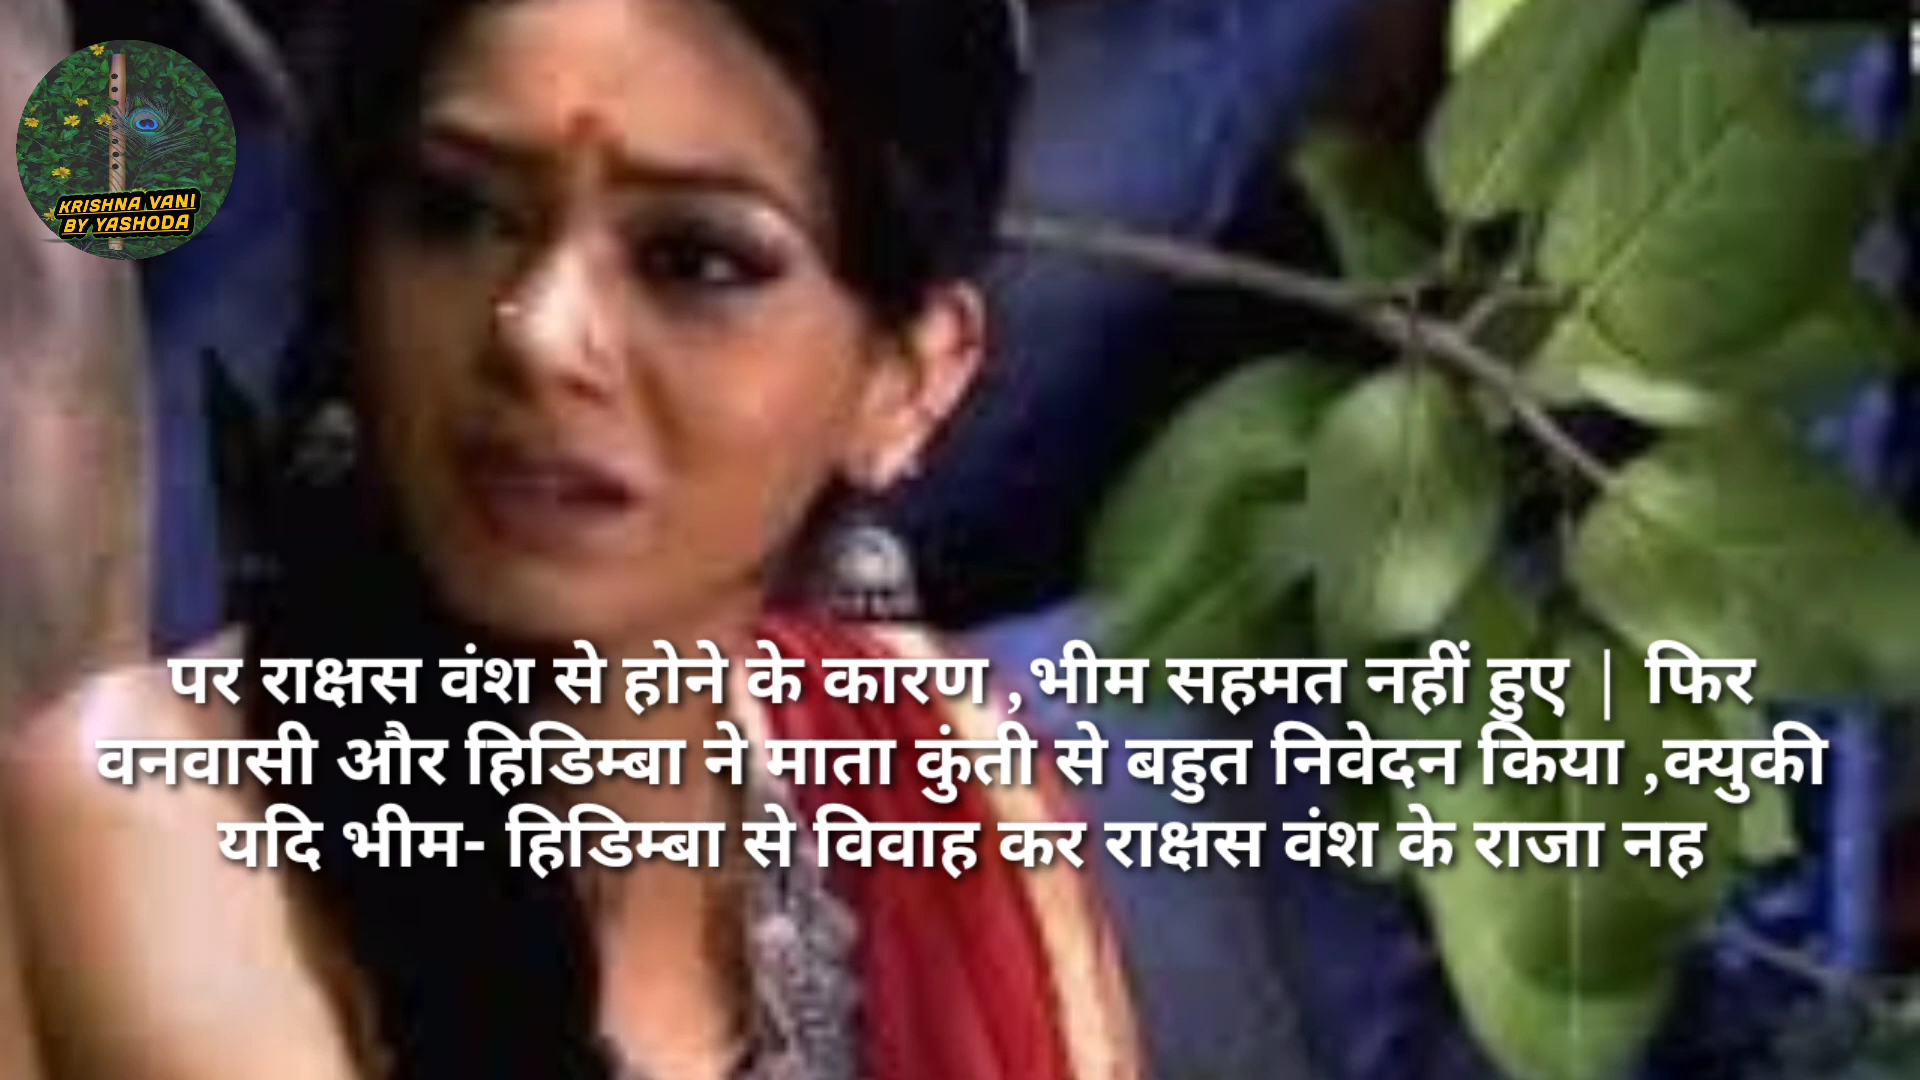 KRISHNA VANI
BY YASHODA
पर राक्षस वंश से होने के कारण ,भीम सहमत नहीं हुए | फिर
वनवासी और हिडिम्बा ने माता कुंती से बहुत निवेदन किया ,क्युकी
यदि भीम- हिडिम्बा से विवाह कर राक्षस वंश के राजा नह